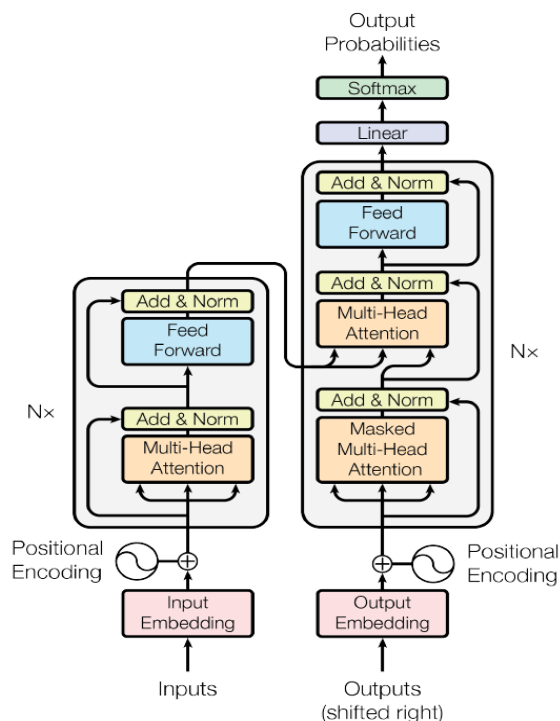 Output
Probabilities
Softmax
Linear
Add & Norm
Feed
Forward
Add & Norm
Multi-Head
Attention
Add & Norm
Masked
Multi-Head
Attention
N×
Add & Norm
Feed
Forward
N×
Add & Norm
Multi-Head
Attention
Positional
Encoding
Positional
Encoding
Input
Embedding
Output
Embedding
Inputs
Outputs
(shifted right)